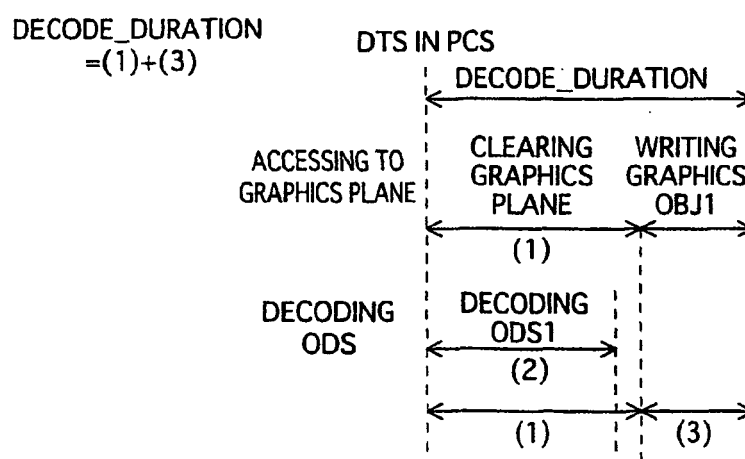 DECODE_DURATION
=(1)+(3)
DTS IN PCS
DECODE_DURATION
ACCESSING TO
GRAPHICS PLANE
CLEARING
GRAPHICS
PLANE
WRITING
GRAPHICS
OBJ1
(1)
DECODING
ODS
DECODING
ODS1
(2)
(1)
(3)